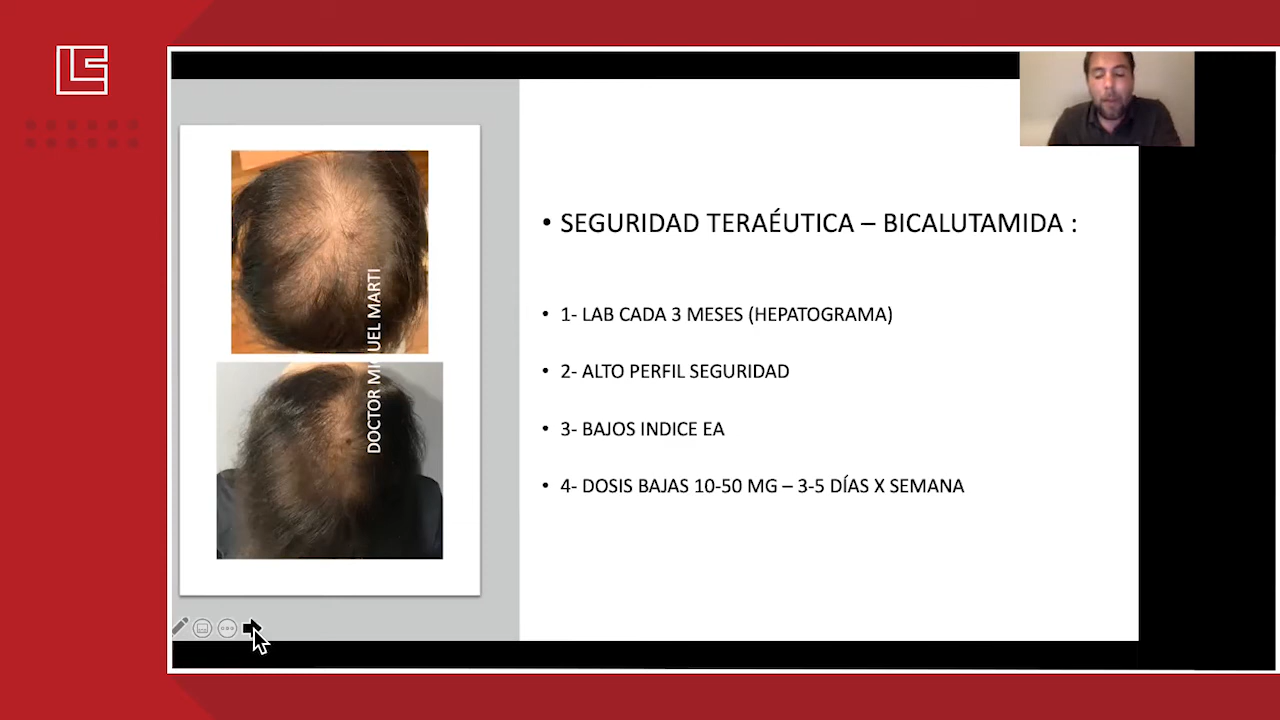 DOCTOR MIGUEL MARTI
• SEGURIDAD TERAÉUTICA – BICALUTAMIDA :
• 1- LAB CADA 3 MESES (HEPATOGRAMA)
• 2- ALTO PERFIL SEGURIDAD
• 3- BAJOS INDICE EA
• 4- DOSIS BAJAS 10-50 MG – 3-5 DÍAS X SEMANA